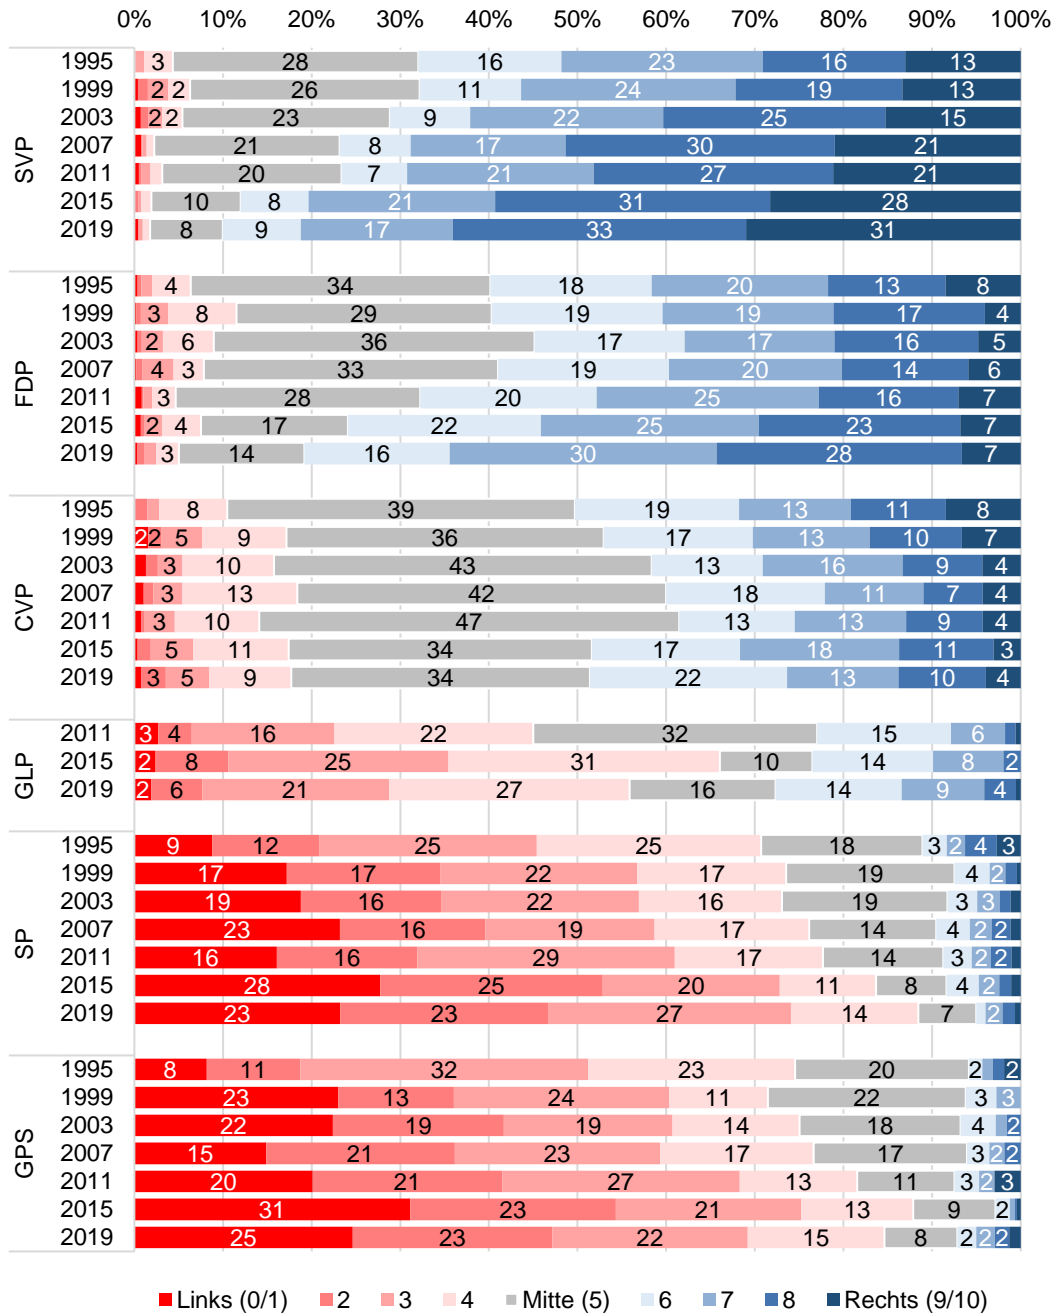 0% 10% 20% 30% 40% 50% 60% 70% 80% 90% 100%
SVP
1995 3 28 16 23 16 13
1999 2 2 26 11 24 19 13
2003 2 2 23 9 22 25 15
2007 21 8 17 30 21
2011 20 7 21 27 21
2015 10 8 21 31 28
2019 8 9 17 33 31
FDP
1995 4 34 18 20 13 8
1999 3 8 29 19 19 17 4
2003 2 6 36 17 17 16 5
2007 4 3 33 19 20 14 6
2011 3 28 20 25 16 7
2015 2 4 17 22 25 23 7
2019 3 14 16 30 28 7
CVP
1995 8 39 19 13 11 8
1999 2 2 5 9 36 17 13 10 7
2003 3 10 43 13 16 9 4
2007 3 13 42 18 11 7 4
2011 3 10 47 13 13 9 4
2015 5 11 34 17 18 11 3
2019 3 5 9 34 22 13 10 4
GLP
2011 3 4 16 22 32 15 6
2015 2 8 25 31 10 14 8 2
2019 2 6 21 27 16 14 9 4
SP
1995 9 12 25 25 18 3 2 4 3
1999 17 17 22 17 19 4 2
2003 19 16 22 16 19 3 3
2007 23 16 19 17 14 4 2 2
2011 16 16 29 17 14 3 2 2
2015 28 25 20 11 8 4 2
2019 23 23 27 14 7 2
GPS
1995 8 11 32 23 20 2 2
1999 23 13 24 11 22 3 3
2003 22 19 19 14 18 4 2
2007 15 21 23 17 17 3 2 2
2011 20 21 27 13 11 3 2 3
2015 31 23 21 13 9 2
2019 25 23 22 15 8 2 2 2
Links (0/1) 2 3 4 Mitte (5) 6 7 8 Rechts (9/10)